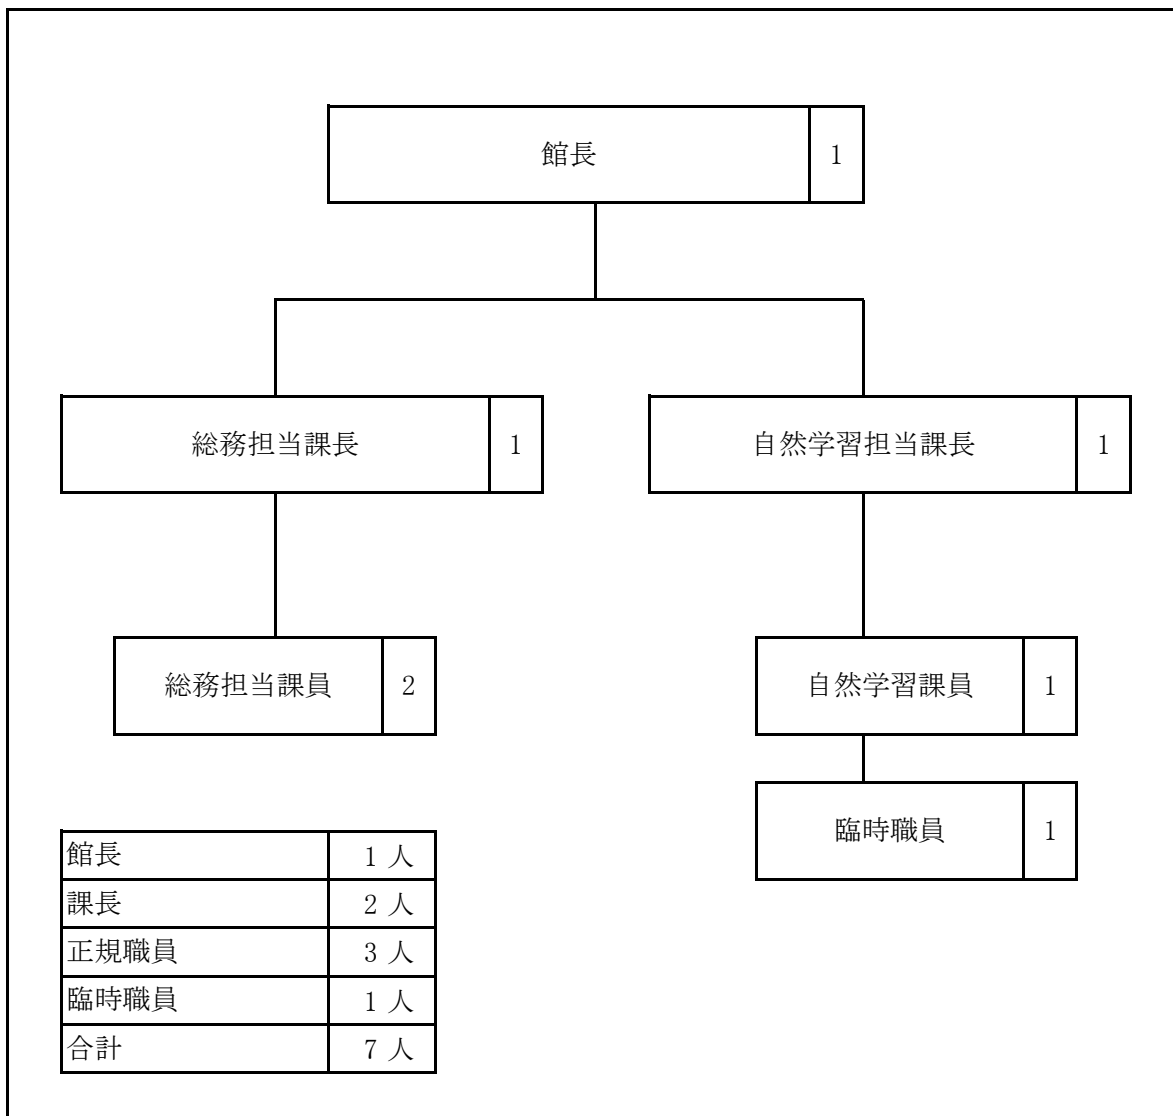 館長 1
総務担当課長 1
自然学習担当課長 1
総務担当課員 2
自然学習課員 1
臨時職員 1
館長 1 人
課長 2 人
正規職員 3 人
臨時職員 1 人
合計 7 人